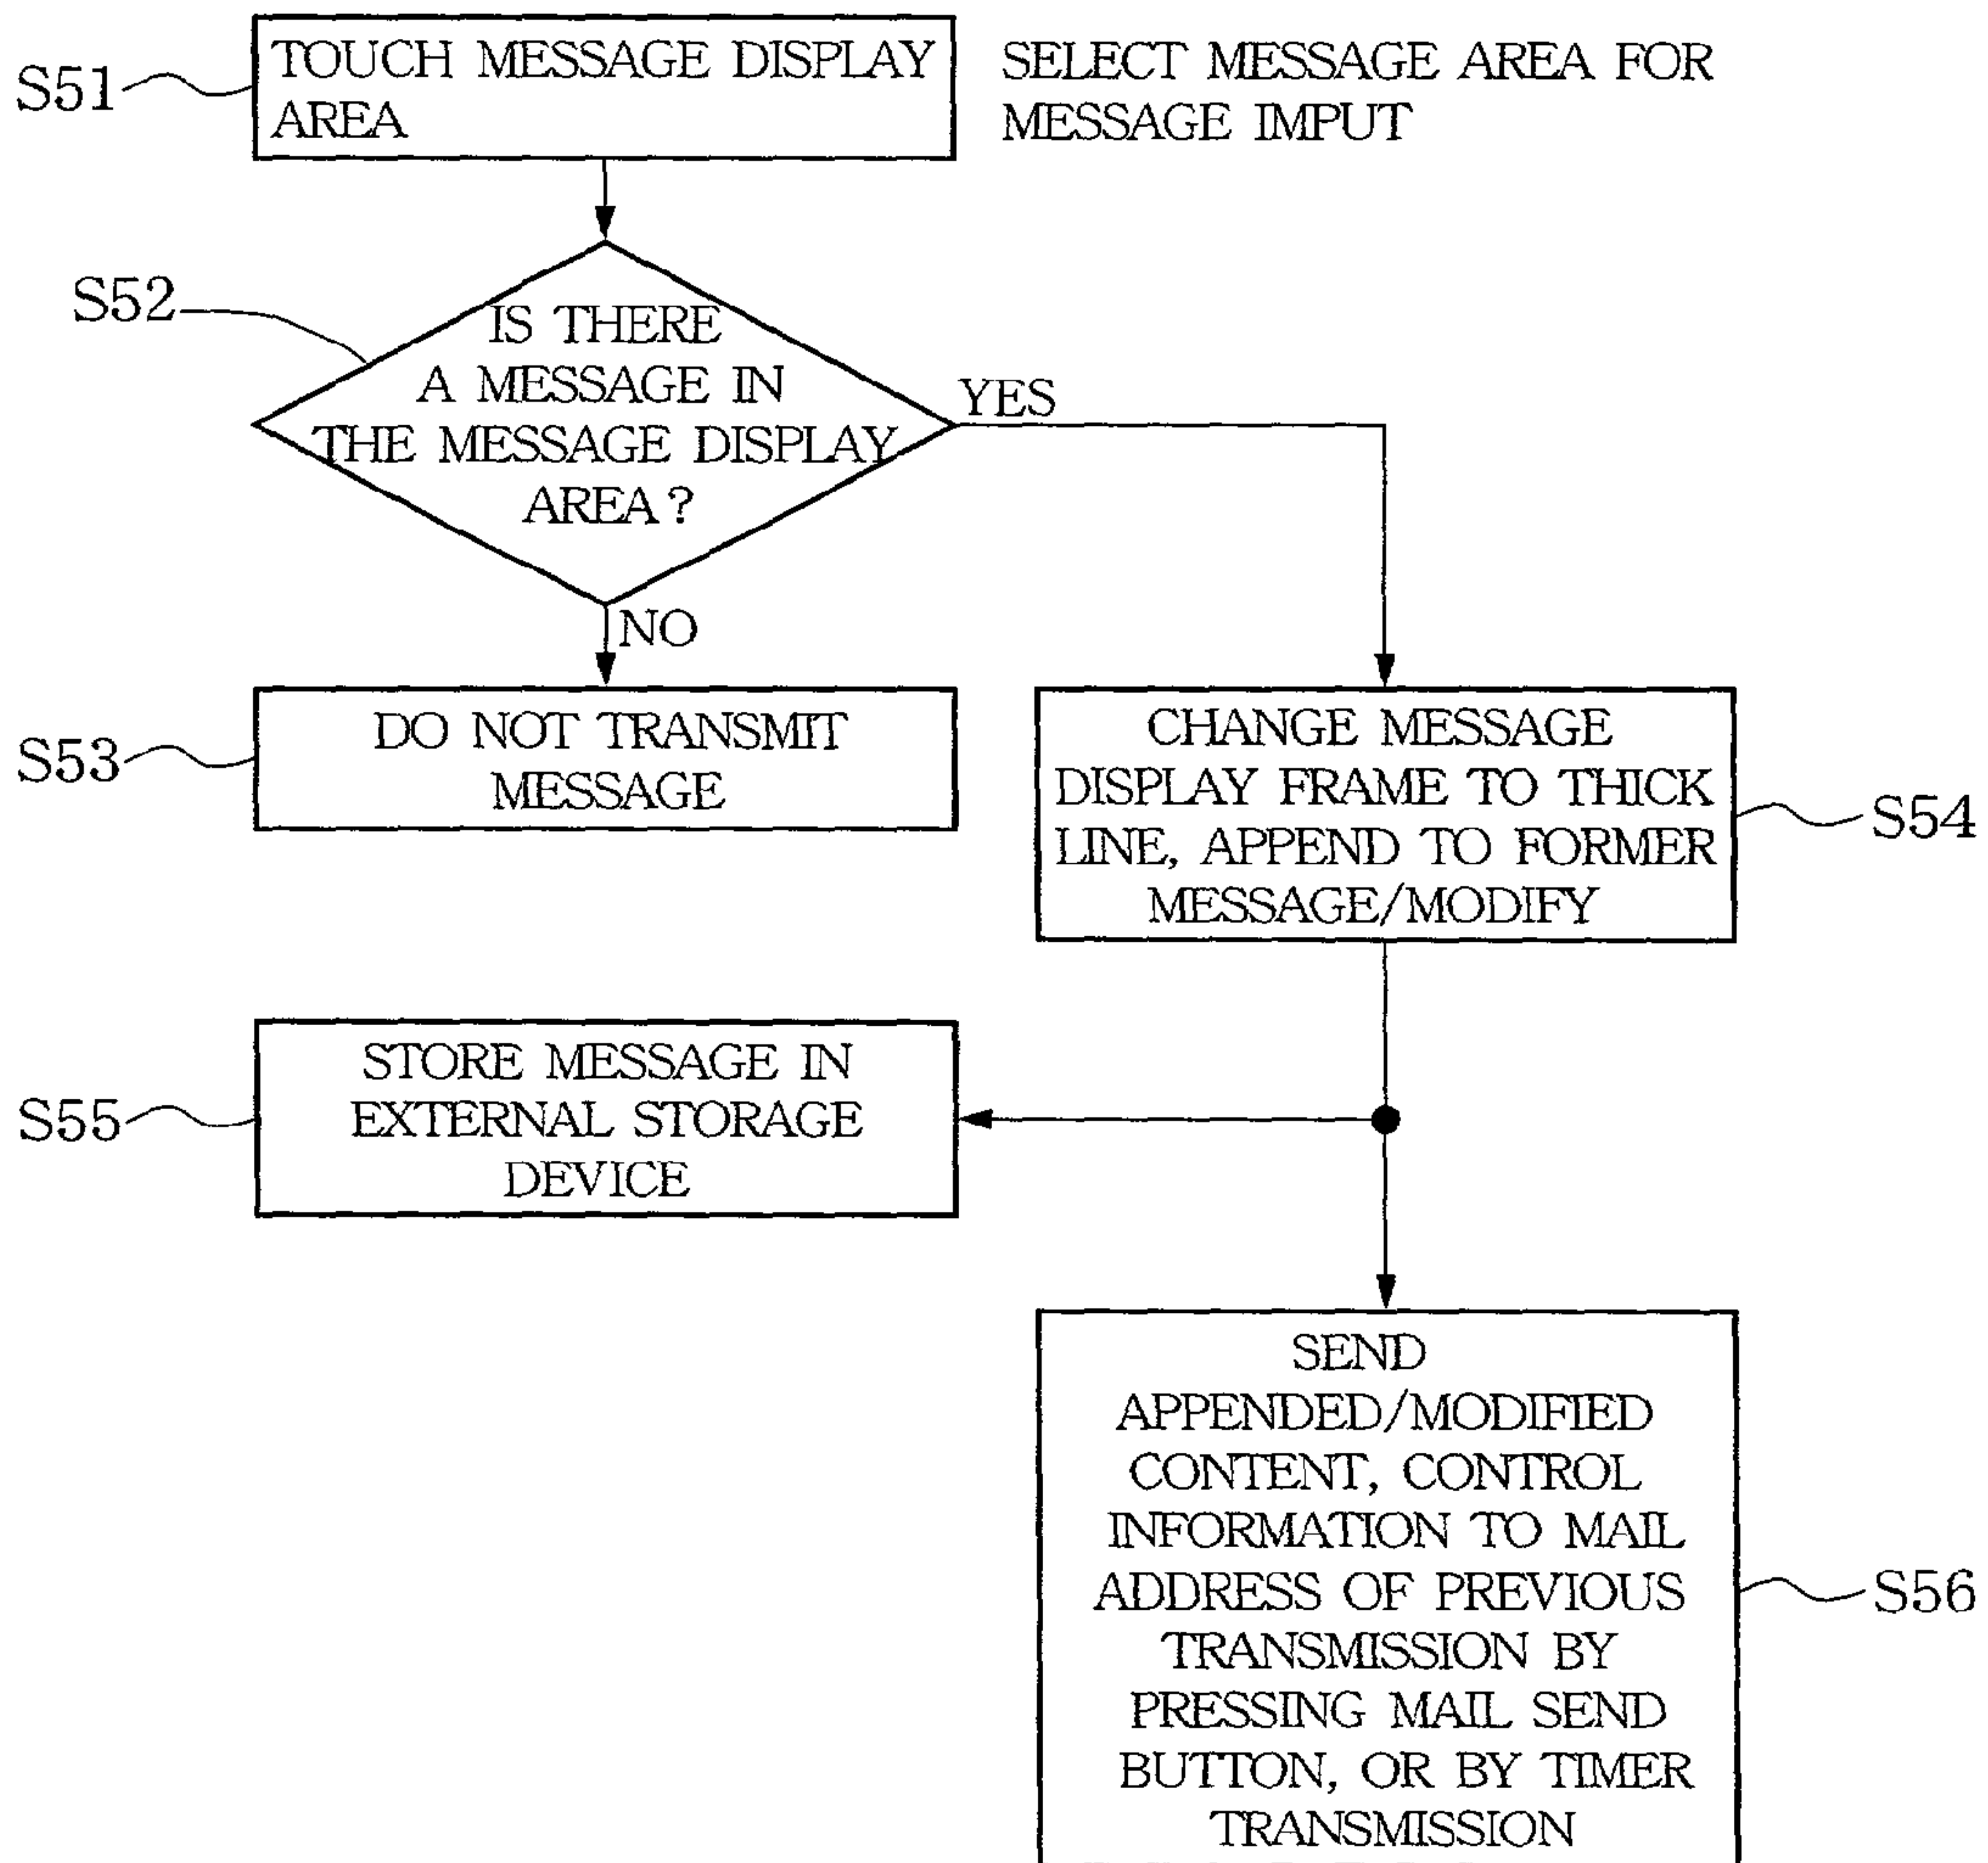 S51
TOUCH MESSAGE DISPLAY
AREA
SELECT MESSAGE AREA FOR
MESSAGE IMPUT
S52
IS THERE
A MESSAGE IN
THE MESSAGE DISPLAY
AREA?
YES
NO
S53
DO NOT TRANSMIT
MESSAGE
CHANGE MESSAGE
DISPLAY FRAME TO THICK
LINE, APPEND TO FORMER
MESSAGE/MODIFY
S54
S55
STORE MESSAGE IN
EXTERNAL STORAGE
DEVICE
SEND
APPENDED/MODIFIED
CONTENT, CONTROL
INFORMATION TO MAIL
ADDRESS OF PREVIOUS
TRANSMISSION BY
PRESSING MAIL SEND
BUTTON, OR BY TIMER
TRANSMISSION
S56